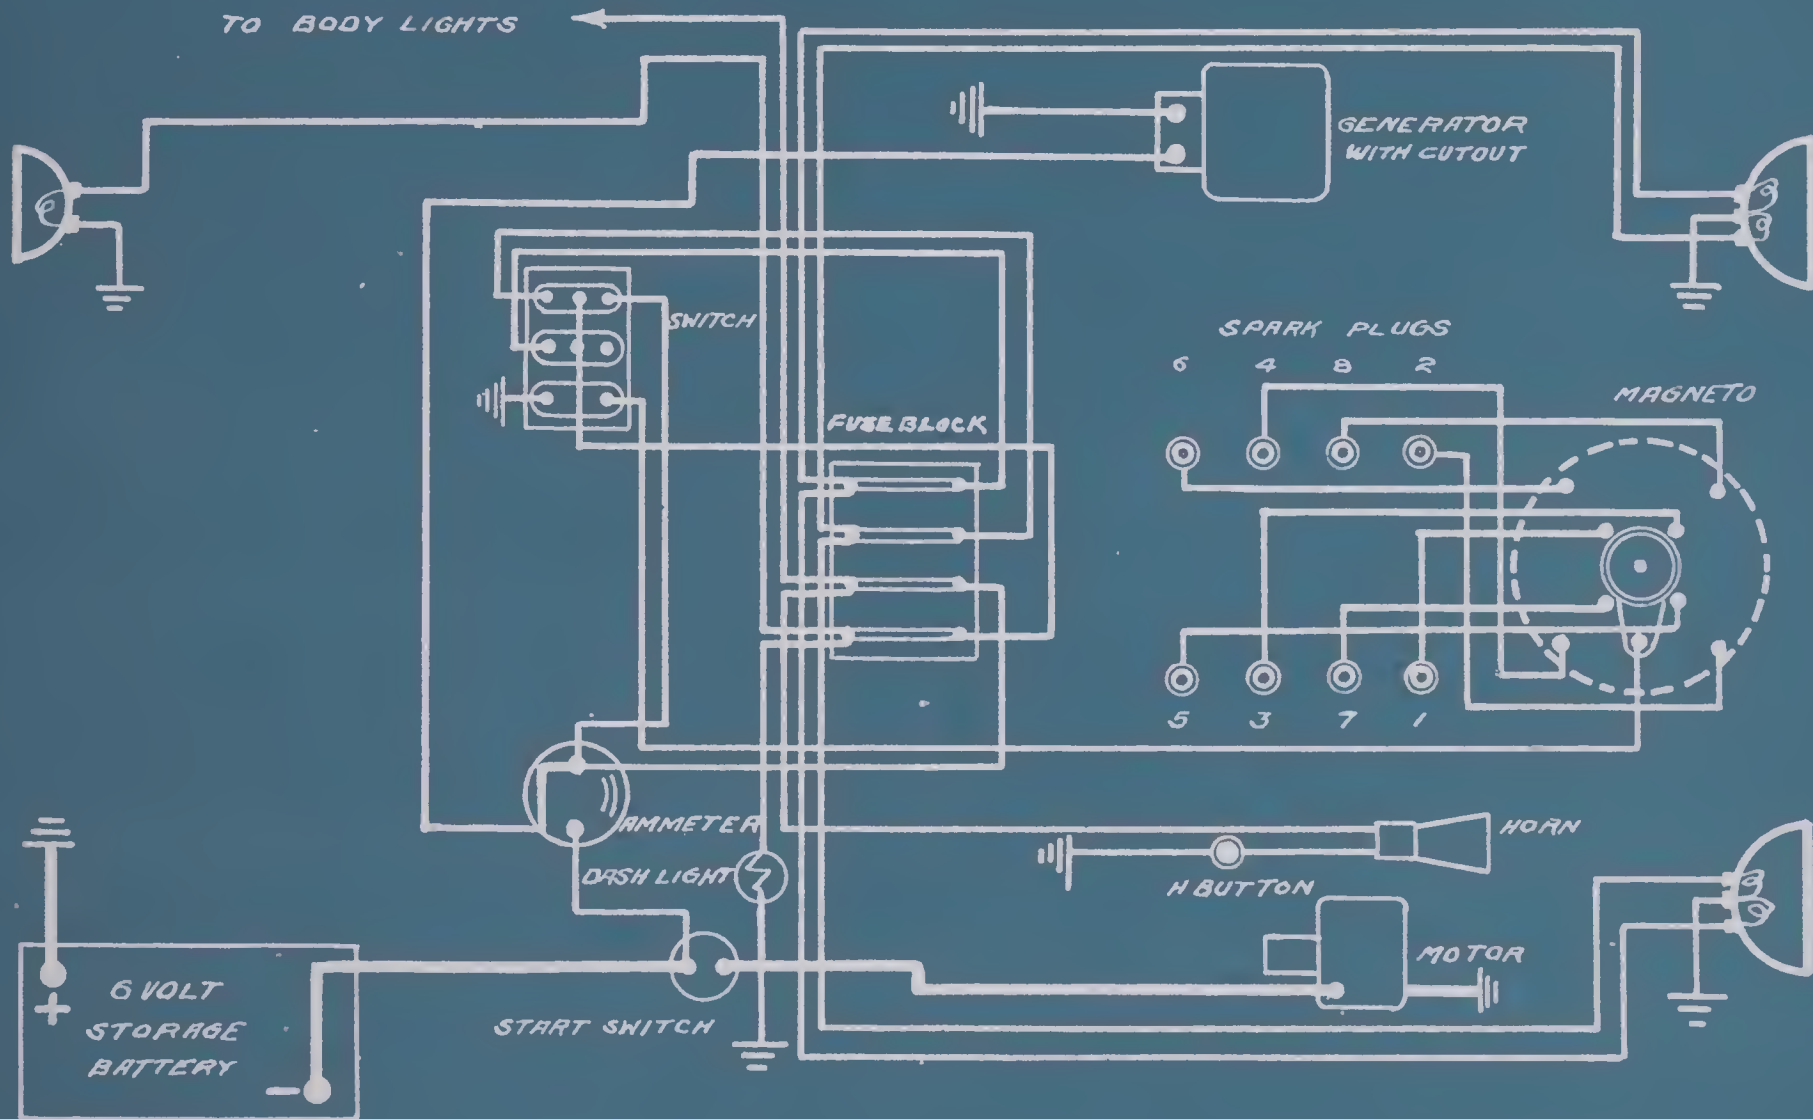 TO BODY LIGHTS
GENERATOR
WITH CUTOUT
SWITCH
SPARK PLUGS
6 4 8 2
MAGNETO
FUSE BLOCK
5 3 7 1
AMMETER
HORN
DASH LIGHT
H BUTTON
MOTOR
6 VOLT
STORAGE
BATTERY
+
-
START SWITCH